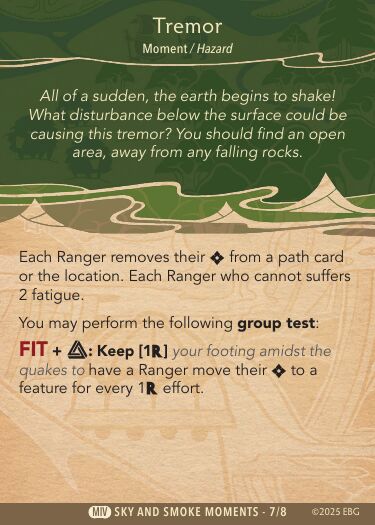 Tremor
Moment / Hazard
All of a sudden, the earth begins to shake!
What disturbance below the surface could be
causing this tremor? You should find an open
area, away from any falling rocks.
Each Ranger removes their from a path card
or the location. Each Ranger who cannot suffers
2 fatigue.
You may perform the following group test:
FIT + : Keep [1R] your footing amidst the
quakes to have a Ranger move their to a
feature for every 1R effort.
MIV SKY AND SMOKE MOMENTS - 7/8 ©2025 EBG